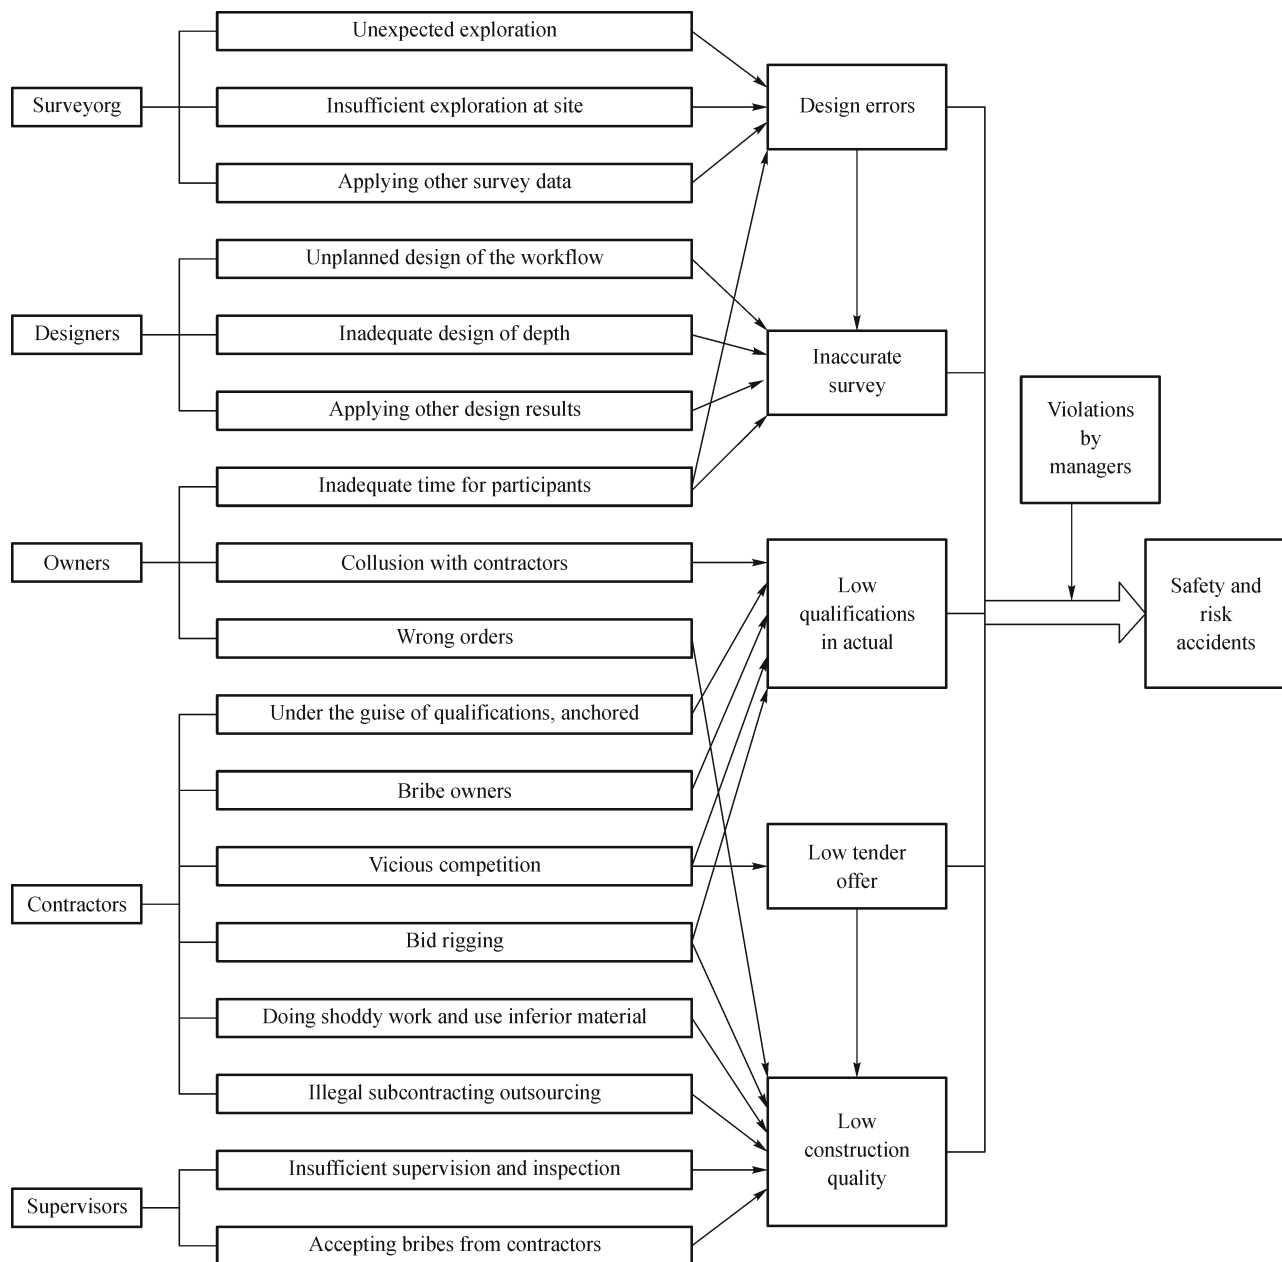 Surveyorg
Unexpected exploration
Insufficient exploration at site
Applying other survey data
Design errors
Designers
Unplanned design of the workflow
Inadequate design of depth
Applying other design results
Inaccurate
survey
Violations
by
managers
Owners
Inadequate time for participants
Collusion with contractors
Wrong orders
Low
qualifications
in actual
Safety and
risk
accidents
Contractors
Under the guise of qualifications, anchored
Bribe owners
Vicious competition
Bid rigging
Doing shoddy work and use inferior material
Illegal subcontracting outsourcing
Low tender
offer
Low
construction
quality
Supervisors
Insufficient supervision and inspection
Accepting bribes from contractors